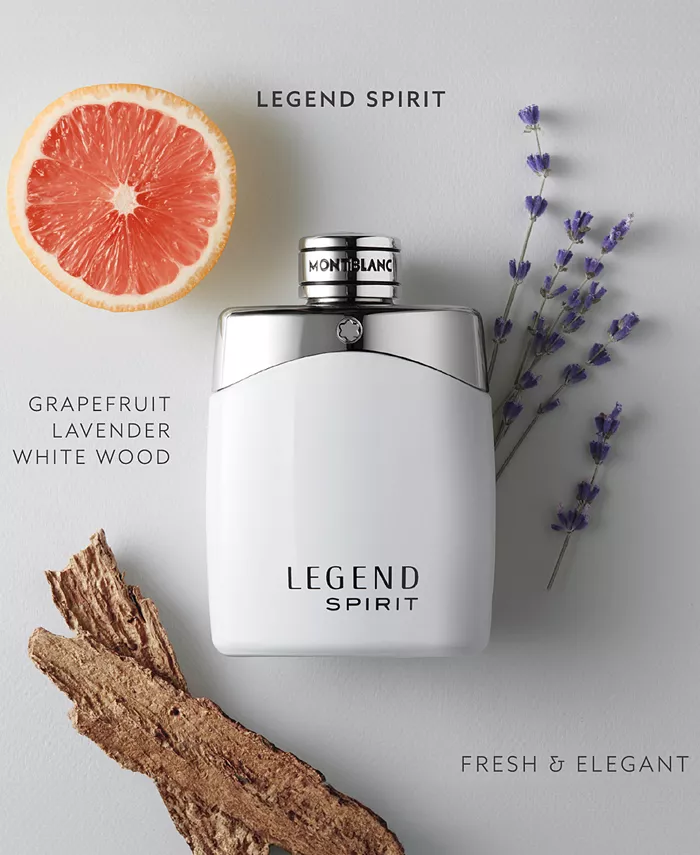 LEGEND SPIRIT
MONTBLANC
GRAPEFRUIT
LAVENDER
WHITE WOOD
LEGEND
SPIRIT
FRESH & ELEGANT